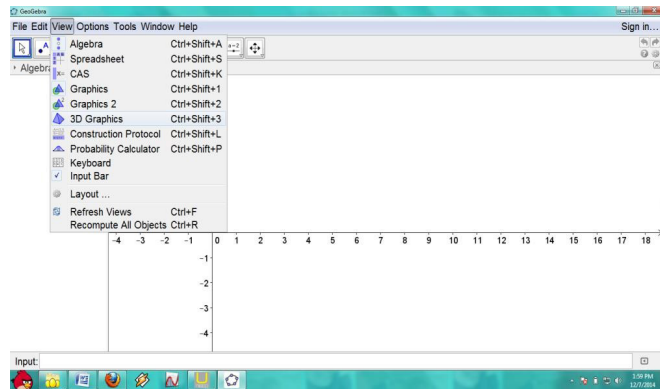 GeoGebra
File Edit View Options Tools Window Help Sign in...
a=2
Algebra
Algebra Ctrl+Shift+A
Spreadsheet Ctrl+Shift+S
CAS Ctrl+Shift+K
Graphics Ctrl+Shift+1
Graphics 2 Ctrl+Shift+2
3D Graphics Ctrl+Shift+3
Construction Protocol Ctrl+Shift+L
Probability Calculator Ctrl+Shift+P
Keyboard
Input Bar
Layout ...
Refresh Views Ctrl+F
Recompute All Objects Ctrl+R
-4 -3 -2 -1 0 1 2 3 4 5 6 7 8 9 10 11 12 13 14 15 16 17 18
-1
-2
-3
-4
Input:
3:59 PM
12/7/2014